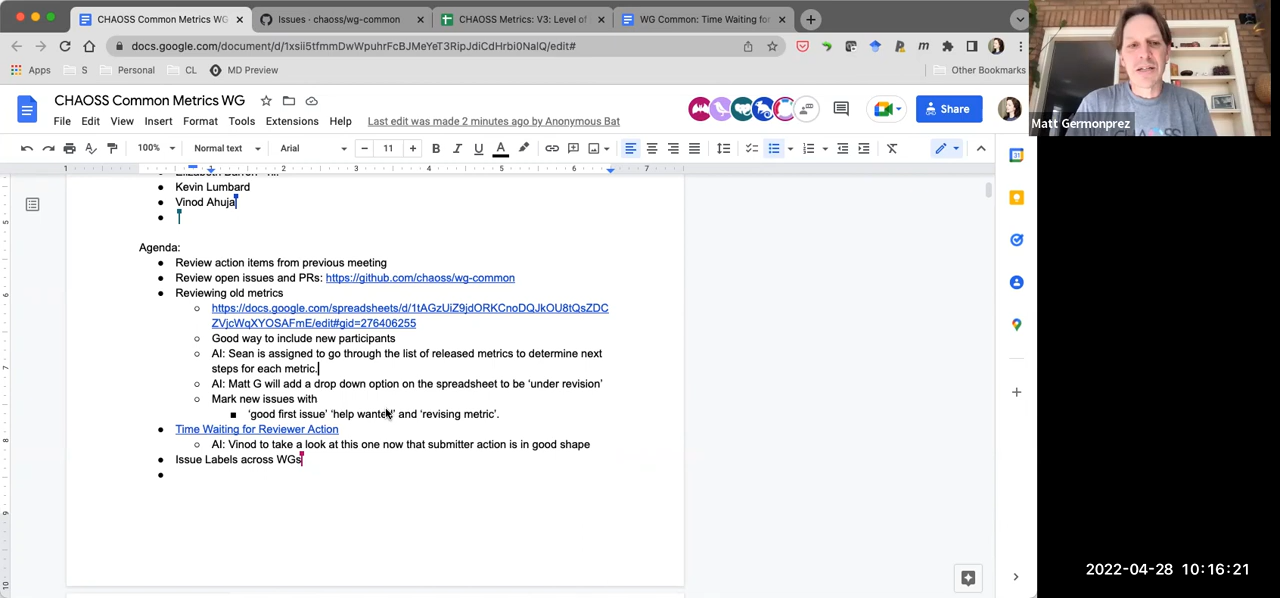 CHAOSS Common Metrics WG
Issues · chaoss/wg-common
CHAOSS Metrics: V3: Level of
WG Common: Time Waiting for
docs.google.com/document/d/1xsii5tfmmDwWpuhrFcBJMeYeT3RipJdiCdHrbi0NalQ/edit#
Apps
S
Personal
CL
MD Preview
Other Bookmarks
Matt Germonprez
CHAOSS Common Metrics WG
File Edit View Insert Format Tools Extensions Help
Last edit was made 2 minutes ago by Anonymous Bat
Share
100%
Normal text
Arial
11
B I U A
1 1 2 3 4 5 6 7
Kevin Lumbard
Vinod Ahuja
Agenda:
Review action items from previous meeting
Review open issues and PRs: https://github.com/chaoss/wg-common
Reviewing old metrics
https://docs.google.com/spreadsheets/d/1tAGzUiZ9jdORKCnoDQJkOU8tQsZDC
ZVjcWqXYOSAFmE/edit#gid=276406255
Good way to include new participants
AI: Sean is assigned to go through the list of released metrics to determine next
steps for each metric.
AI: Matt G will add a drop down option on the spreadsheet to be ‘under revision’
Mark new issues with
‘good first issue’ ‘help wanted’ and ‘revising metric’.
Time Waiting for Reviewer Action
AI: Vinod to take a look at this one now that submitter action is in good shape
Issue Labels across WGs
2022-04-28 10:16:21